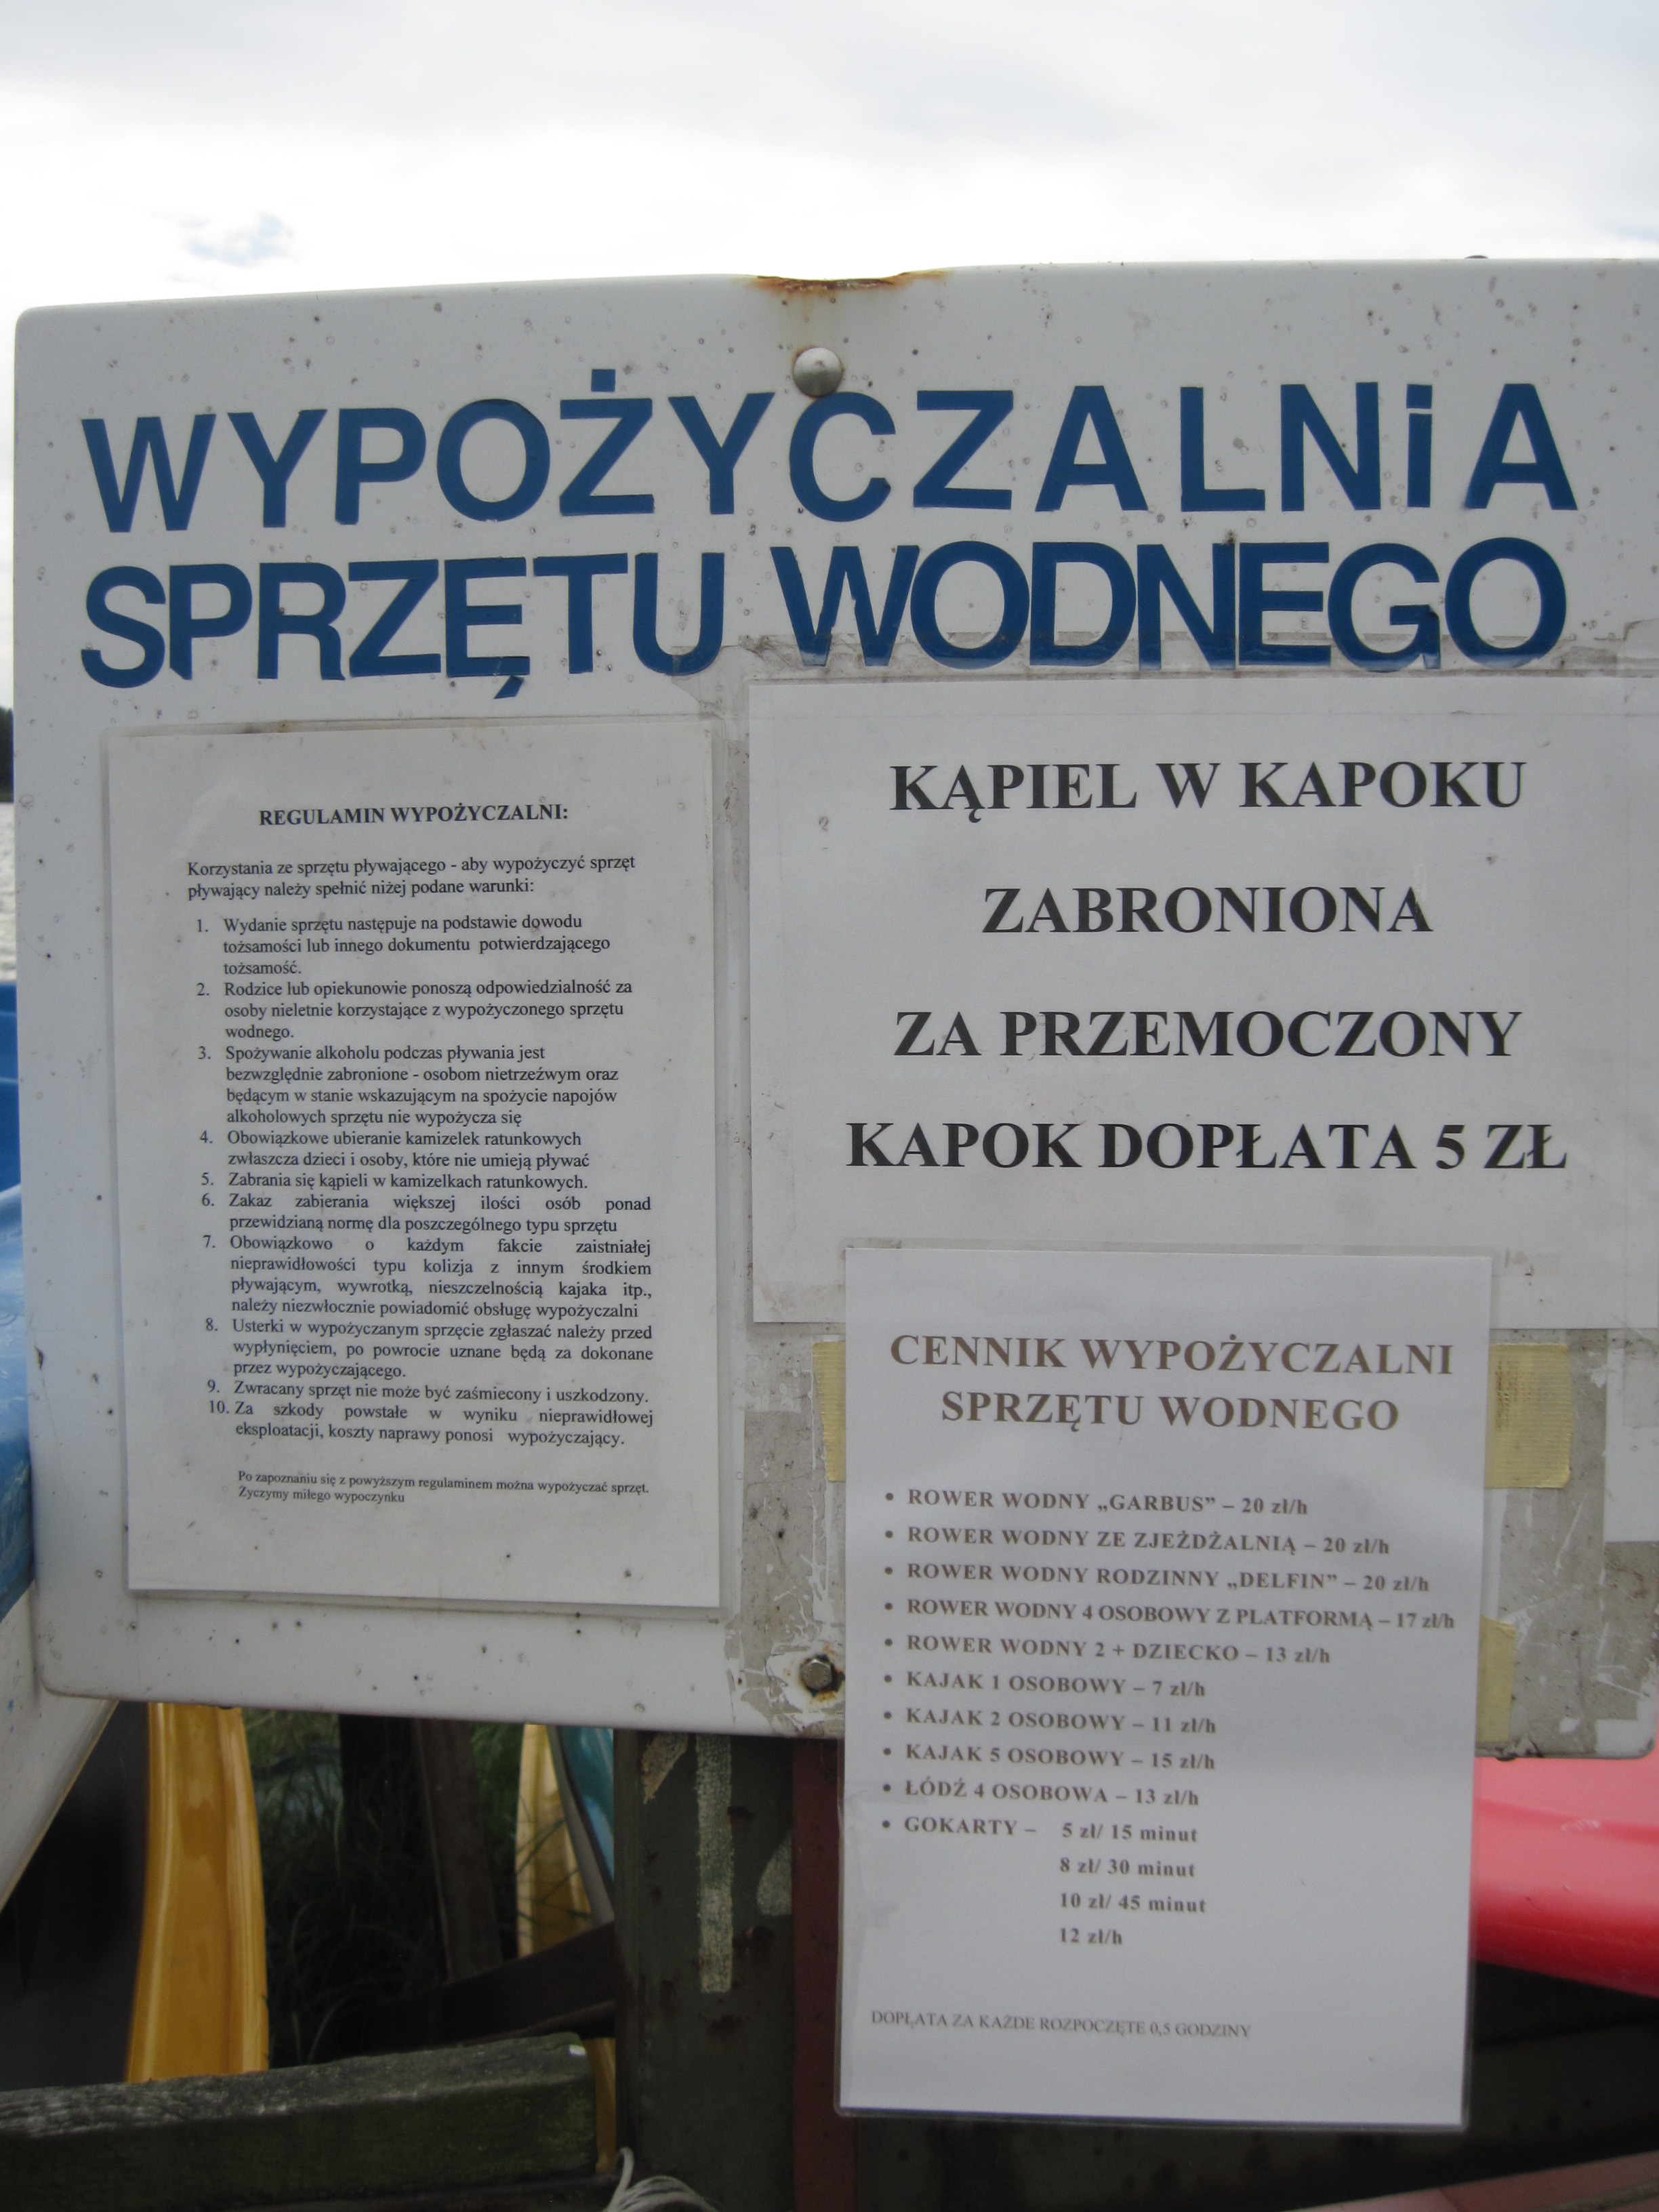 WYPOŻYCZALNiA
SPRZĘTU WODNEGO
REGULAMIN WYPOŻYCZALNI:
Korzystania ze sprzętu pływającego - aby wypożyczyć sprzęt
pływający należy spełnić niżej podane warunki:
1. Wydanie sprzętu następuje na podstawie dowodu
tożsamości lub innego dokumentu potwierdzającego
tożsamość.
2. Rodzice lub opiekunowie ponoszą odpowiedzialność za
osoby nieletnie korzystające z wypożyczonego sprzętu
wodnego.
3. Spożywanie alkoholu podczas pływania jest
bezwzględnie zabronione - osobom nietrzeźwym oraz
będącym w stanie wskazującym na spożycie napojów
alkoholowych sprzętu nie wypożycza się
4. Obowiązkowe ubieranie kamizelek ratunkowych
zwłaszcza dzieci i osoby, które nie umieją pływać
5. Zabrania się kąpieli w kamizelkach ratunkowych.
6. Zakaz zabierania większej ilości osób ponad
przewidzianą normę dla poszczególnego typu sprzętu
7. Obowiązkowo o każdym fakcie zaistniałej
nieprawidłowości typu kolizja z innym środkiem
pływającym, wywrotką, nieszczelnością kajaka itp.,
należy niezwłocznie powiadomić obsługę wypożyczalni
8. Usterki w wypożyczanym sprzęcie zgłaszać należy przed
wypłynięciem, po powrocie uznane będą za dokonane
przez wypożyczającego.
9. Zwracany sprzęt nie może być zaśmiecony i uszkodzony.
10. Za szkody powstałe w wyniku nieprawidłowej
eksploatacji, koszty naprawy ponosi wypożyczający.
Po zapoznaniu się z powyższym regulaminem można wypożyczać sprzęt.
Życzymy miłego wypoczynku
KĄPIEL W KAPOKU
ZABRONIONA
ZA PRZEMOCZONY
KAPOK DOPŁATA 5 ZŁ
CENNIK WYPOŻYCZALNI
SPRZĘTU WODNEGO
• ROWER WODNY „GARBUS” – 20 zł/h
• ROWER WODNY ZE ZJEŻDŻALNIĄ – 20 zł/h
• ROWER WODNY RODZINNY „DELFIN” – 20 zł/h
• ROWER WODNY 4 OSOBOWY Z PLATFORMĄ – 17 zł/h
• ROWER WODNY 2 + DZIECKO – 13 zł/h
• KAJAK 1 OSOBOWY – 7 zł/h
• KAJAK 2 OSOBOWY – 11 zł/h
• KAJAK 5 OSOBOWY – 15 zł/h
• ŁÓDŹ 4 OSOBOWA – 13 zł/h
• GOKARTY – 5 zł/ 15 minut
8 zł/ 30 minut
10 zł/ 45 minut
12 zł/h
DOPŁATA ZA KAŻDE ROZPOCZĘTE 0,5 GODZINY